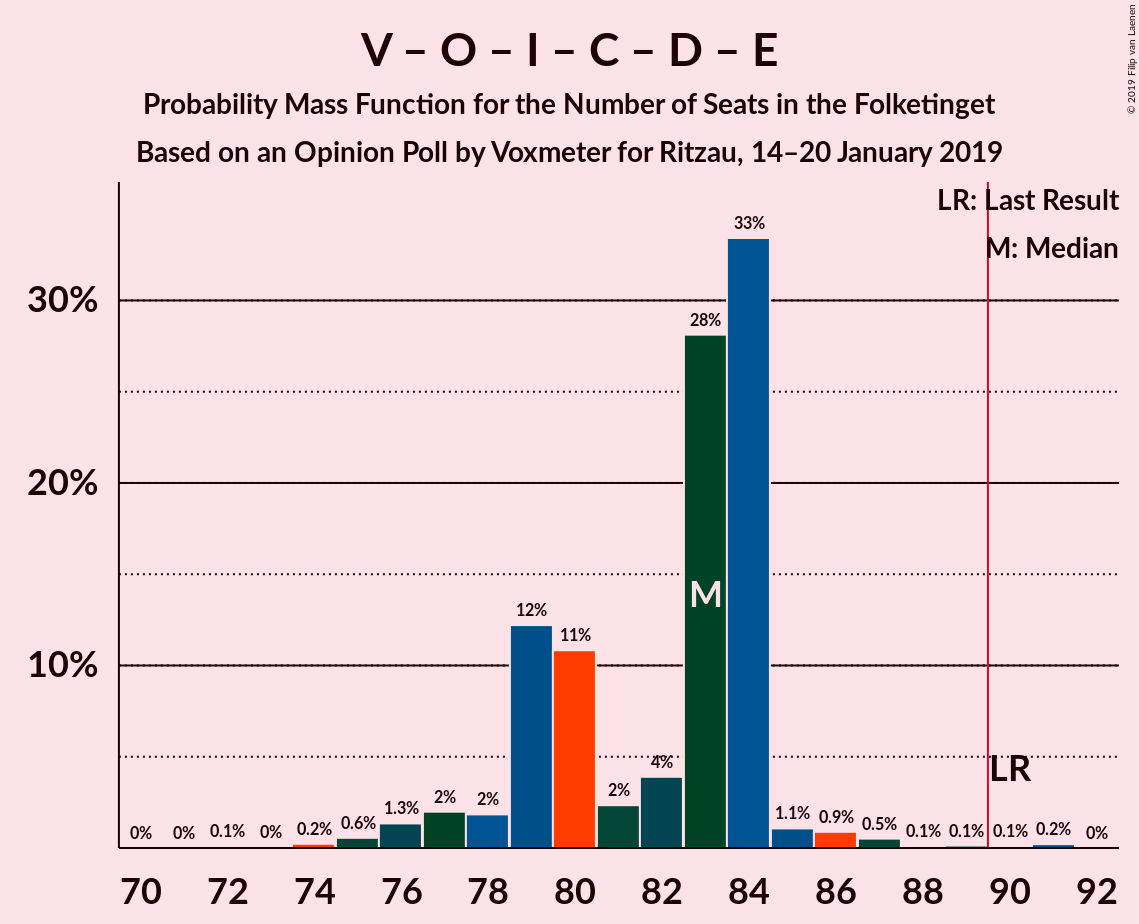 V – O – I – C – D – E
Probability Mass Function for the Number of Seats in the Folketinget
Based on an Opinion Poll by Voxmeter for Ritzau, 14–20 January 2019
© 2019 Filip van Laenen
LR: Last Result
M: Median
33%
30%
28%
20%
M
12%
11%
10%
LR
4%
2%
2%
2%
1.3%
1.1%
0.9%
0.6%
0.5%
0%
0%
0.1%
0%
0.2%
0.1%
0.1%
0.1%
0.2%
0%
70 72 74 76 78 80 82 84 86 88 90 92